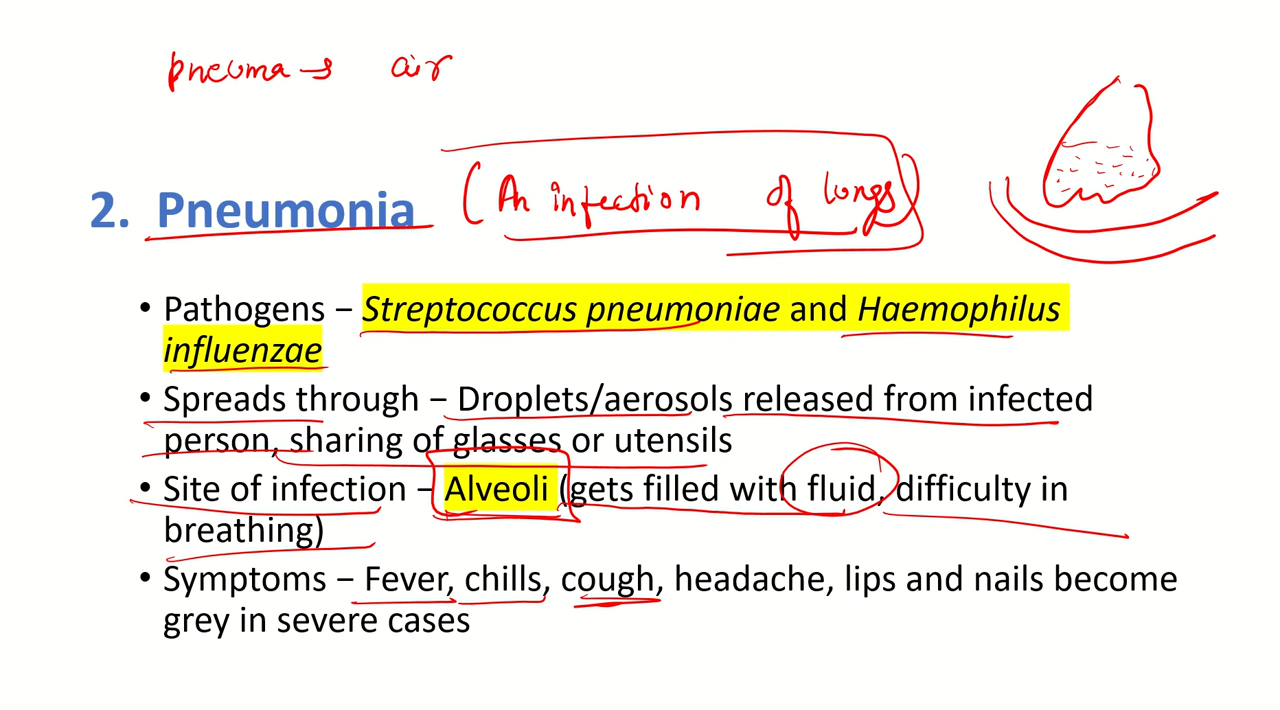 pneuma → air
2. Pneumonia (An infection of lungs)
• Pathogens – Streptococcus pneumoniae and Haemophilus
influenzae
• Spreads through – Droplets/aerosols released from infected
person, sharing of glasses or utensils
• Site of infection – Alveoli (gets filled with fluid, difficulty in
breathing)
• Symptoms – Fever, chills, cough, headache, lips and nails become
grey in severe cases